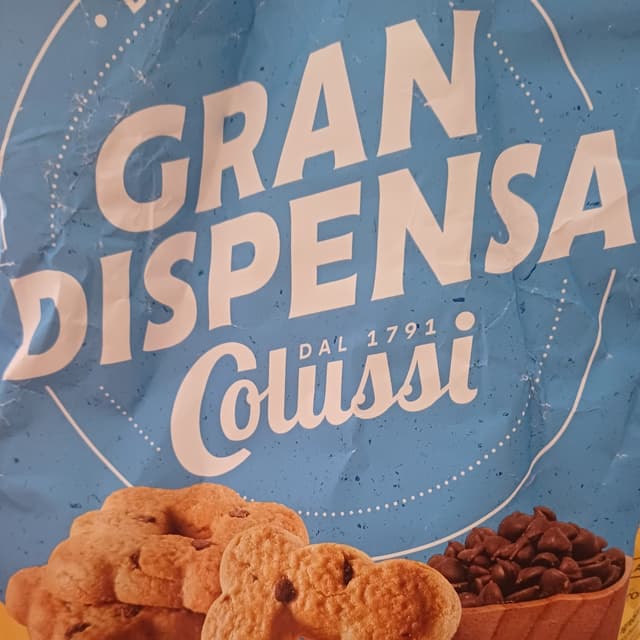 GRAN
DISPENSA
DAL 1791
Colussi